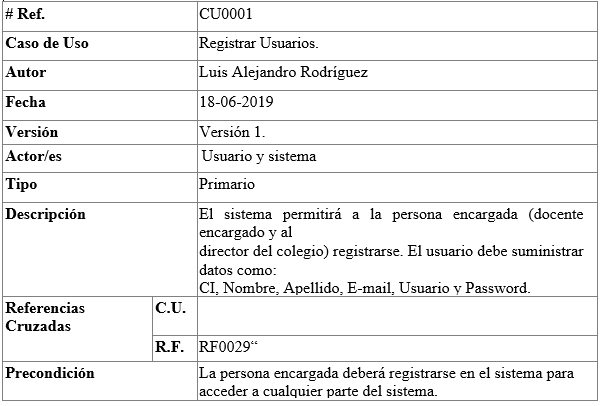 # Ref. CU0001
Caso de Uso Registrar Usuarios.
Autor Luis Alejandro Rodríguez
Fecha 18-06-2019
Versión Versión 1.
Actor/es Usuario y sistema
Tipo Primario
Descripción El sistema permitirá a la persona encargada (docente
encargado y al
director del colegio) registrarse. El usuario debe suministrar
datos como:
CI, Nombre, Apellido, E-mail, Usuario y Password.
Referencias
Cruzadas
C.U.
R.F. RF0029“
Precondición La persona encargada deberá registrarse en el sistema para
acceder a cualquier parte del sistema.